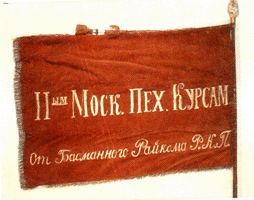 IIым Моск. Пех. Курсам
От Басманного Райкома Р.К.П.